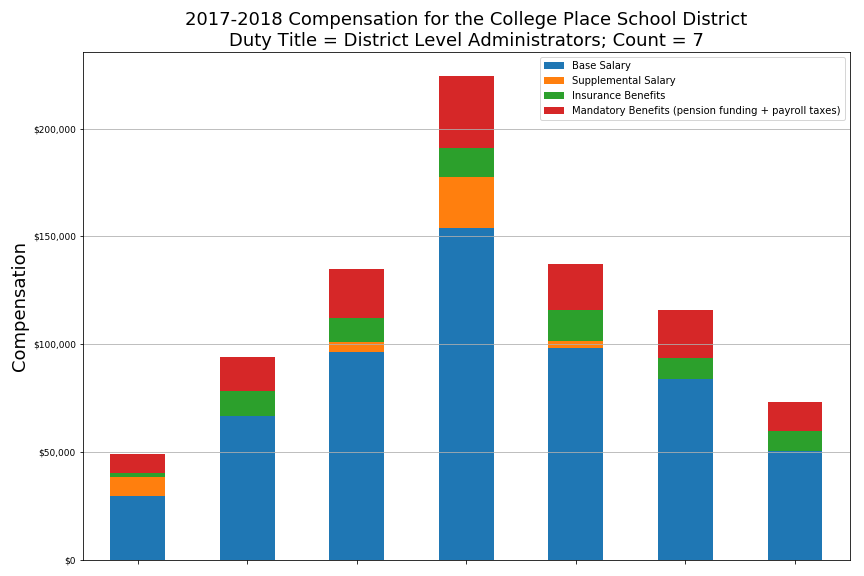 2017-2018 Compensation for the College Place School District
Duty Title = District Level Administrators; Count = 7
Base Salary
Supplemental Salary
Insurance Benefits
Mandatory Benefits (pension funding + payroll taxes)
Compensation
$200,000
$150,000
$100,000
$50,000
$0